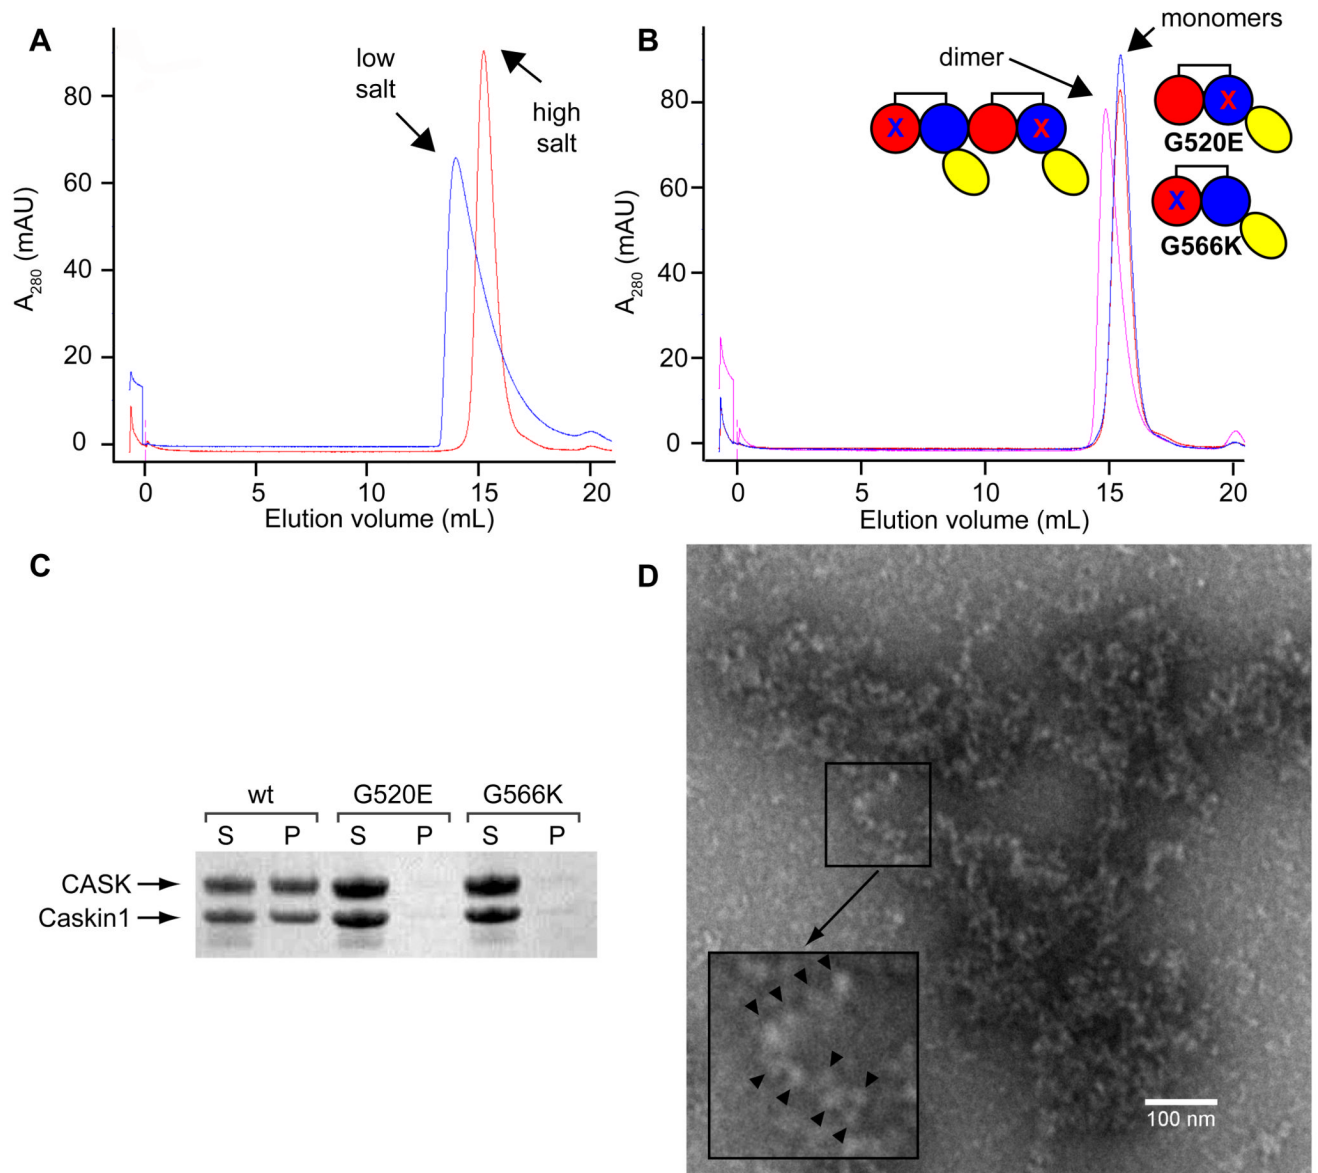 A
low
salt
high
salt
80
60
40
20
0
A280 (mAU)
0 5 10 15 20
Elution volume (mL)
B
monomers
dimer
X
X
X
G520E
X
G566K
80
60
40
20
0
A280 (mAU)
0 5 10 15 20
Elution volume (mL)
C
wt G520E G566K
S P S P S P
CASK
Caskin1
D
100 nm